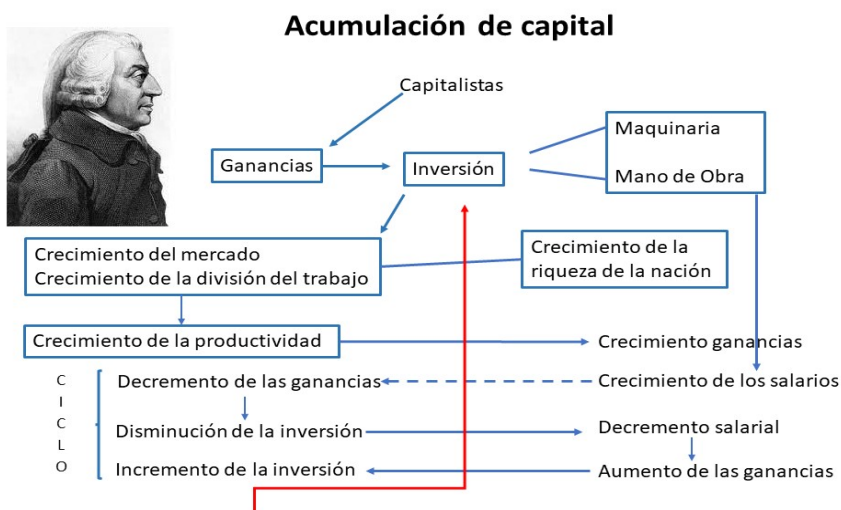 Acumulación de capital
Capitalistas
Ganancias
Inversión
Maquinaria
Mano de Obra
Crecimiento del mercado
Crecimiento de la división del trabajo
Crecimiento de la
riqueza de la nación
Crecimiento de la productividad
Crecimiento ganancias
C
I
C
L
O
Decremento de las ganancias
Crecimiento de los salarios
Disminución de la inversión
Decremento salarial
Incremento de la inversión
Aumento de las ganancias